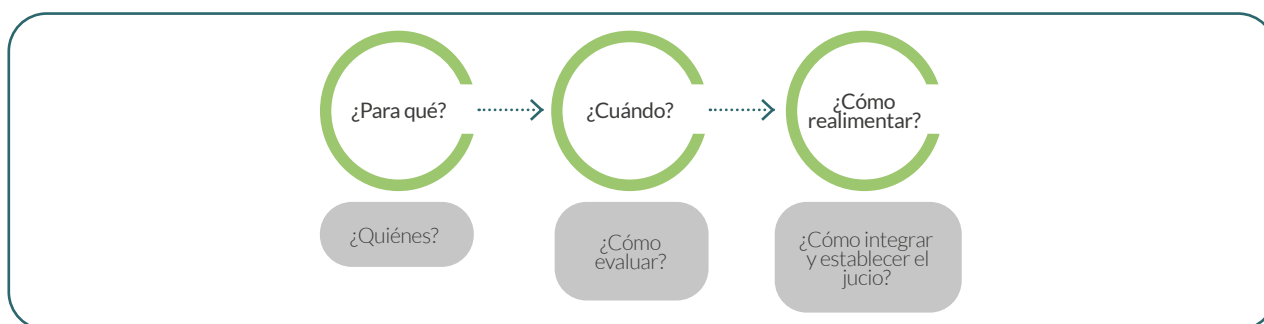 ¿Para qué?
¿Cuándo?
¿Cómo
realimentar?
¿Quiénes?
¿Cómo
evaluar?
¿Cómo integrar
y establecer el
jucio?